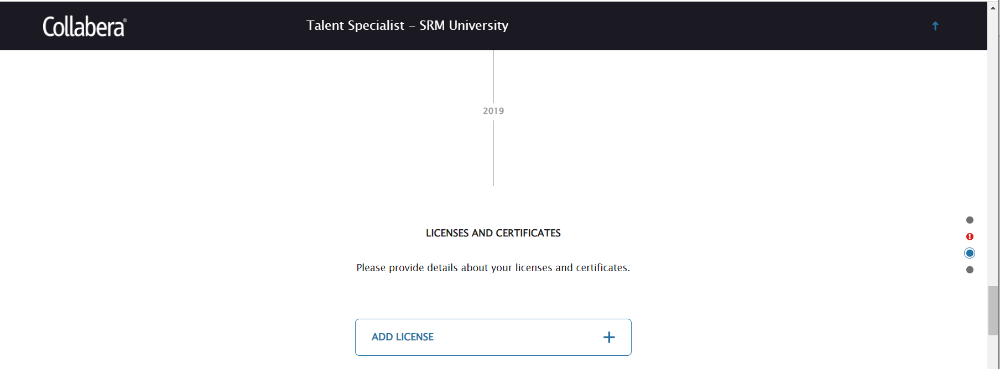 Collabera®
Talent Specialist – SRM University
2019
LICENSES AND CERTIFICATES
Please provide details about your licenses and certificates.
ADD LICENSE